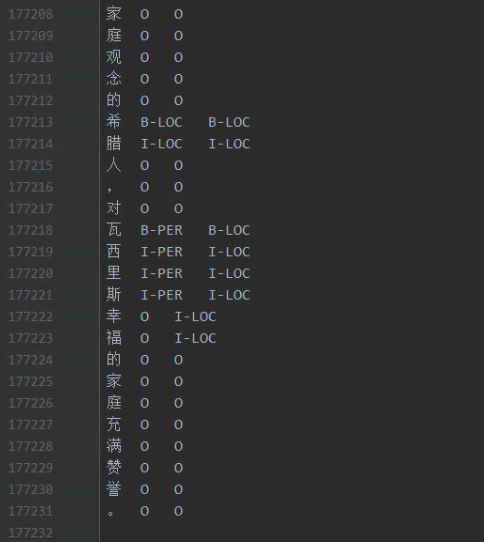 177208 家 O O
177209 庭 O O
177210 观 O O
177211 念 O O
177212 的 O O
177213 希 B-LOC B-LOC
177214 腊 I-LOC I-LOC
177215 人 O O
177216 , O O
177217 对 O O
177218 瓦 B-PER B-LOC
177219 西 I-PER I-LOC
177220 里 I-PER I-LOC
177221 斯 I-PER I-LOC
177222 幸 O I-LOC
177223 福 O I-LOC
177224 的 O O
177225 家 O O
177226 庭 O O
177227 充 O O
177228 满 O O
177229 赞 O O
177230 誉 O O
177231 。 O O
177232